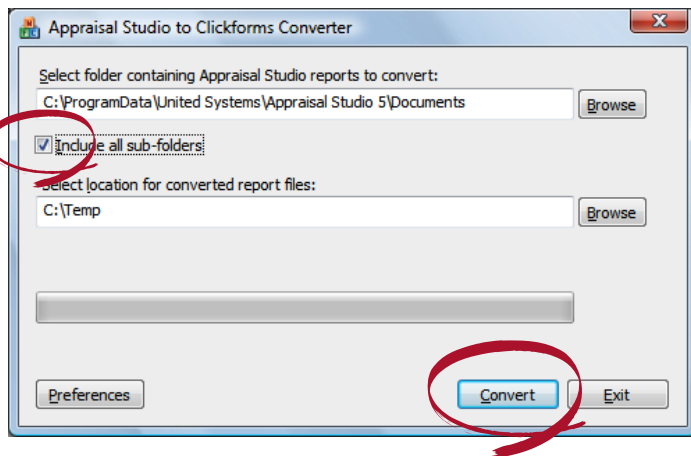 Appraisal Studio to Clickforms Converter
Select folder containing Appraisal Studio reports to convert:
C:\ProgramData\United Systems\Appraisal Studio 5\Documents
Browse
Include all sub-folders
Select location for converted report files:
C:\Temp
Browse
Preferences
Convert
Exit